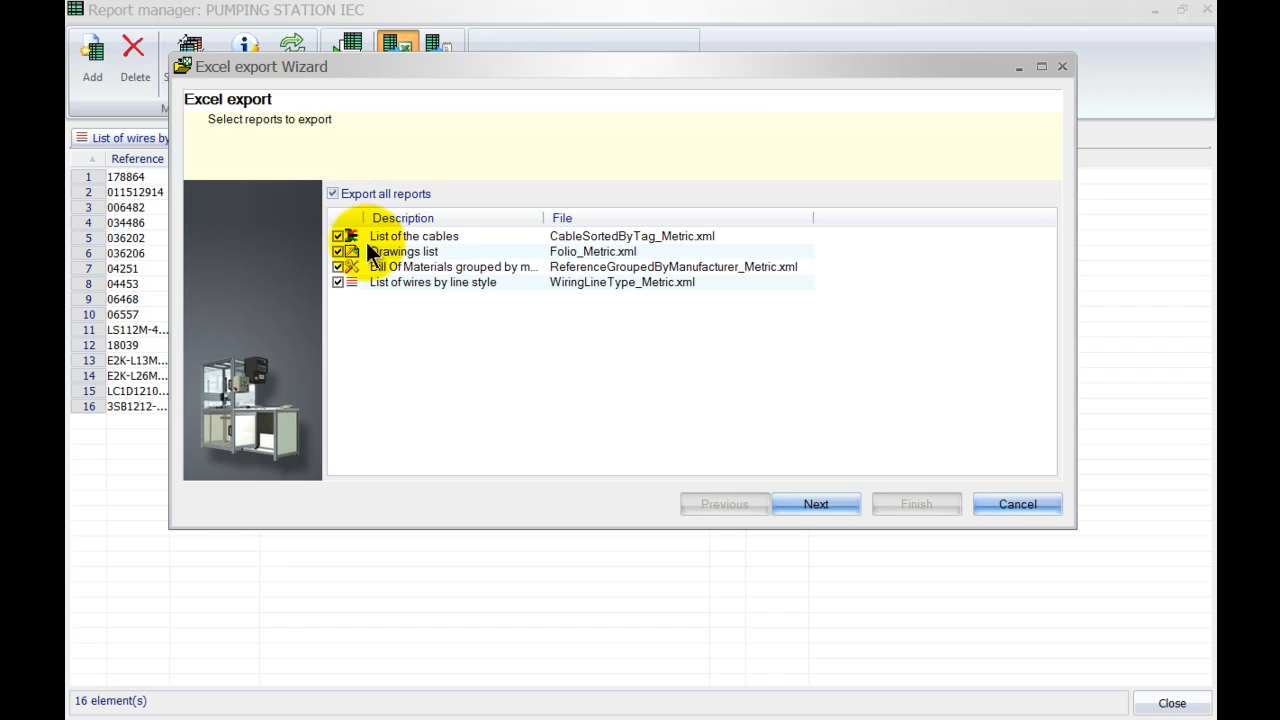 Report manager: PUMPING STATION IEC
Add
Delete
Excel export Wizard
Excel export
Select reports to export
Export all reports
Description File
List of the cables CableSortedByTag_Metric.xml
Drawings list Folio_Metric.xml
Bill Of Materials grouped by m... ReferenceGroupedByManufacturer_Metric.xml
List of wires by line style WiringLineType_Metric.xml
Previous
Next
Finish
Cancel
List of wires by
Reference
1 178864
2 011512914
3 006482
4 034486
5 036202
6 036206
7 04251
8 04453
9 06468
10 06557
11 LS112M-4...
12 18039
13 E2K-L13M...
14 E2K-L26M...
15 LC1D1210...
16 3SB1212-...
16 element(s)
Close